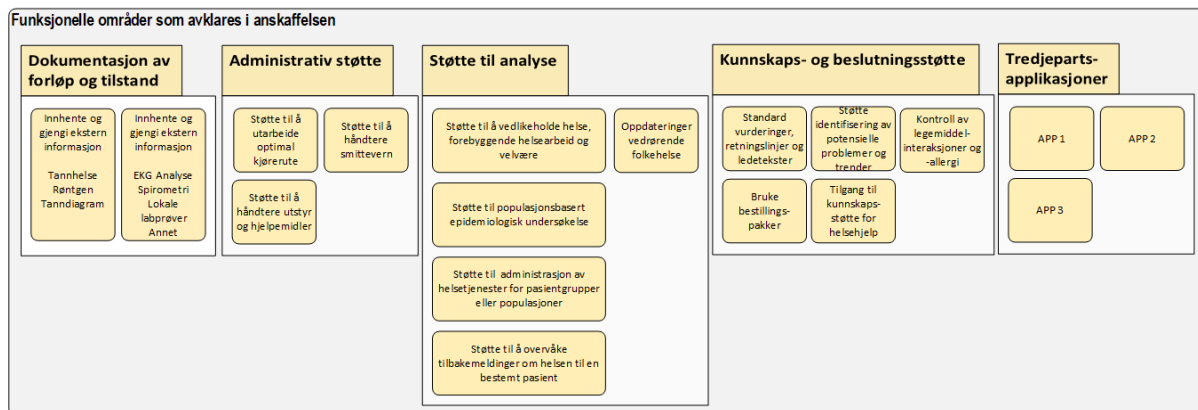 Funksjonelle områder som avklares i anskaffelsen
Dokumentasjon av
forløp og tilstand
Innhente og
gjengi ekstern
informasjon
Tannhelse
Røntgen
Tanndiagram
Innhente og
gjengi ekstern
informasjon
EKG Analyse
Spirometri
Lokale
labprøver
Annet
Administrativ støtte
Støtte til å
utarbeide
optimal
kjørerute
Støtte til å
håndtere
smittevern
Støtte til å
håndtere utstyr
og hjelpemidler
Støtte til analyse
Støtte til å vedlikeholde helse,
forebyggende helsearbeid og
velvære
Oppdateringer
vedrørende
folkehelse
Støtte til populasjonsbasert
epidemiologisk undersøkelse
Støtte til administrasjon av
helsetjenester for pasientgrupper
eller populasjoner
Støtte til å overvåke
tilbakemeldinger om helsen til en
bestemt pasient
Kunnskaps- og beslutningsstøtte
Standard
vurderinger,
retningslinjer og
ledetekster
Støtte
identifisering av
potensielle
problemer og
trender
Kontroll av
legemiddel-
interaksjoner og
-allergi
Bruke
bestillings-
pakker
Tilgang til
kunnskaps-
støtte for
helsehjelp
Tredjeparts-
applikasjoner
APP 1
APP 2
APP 3